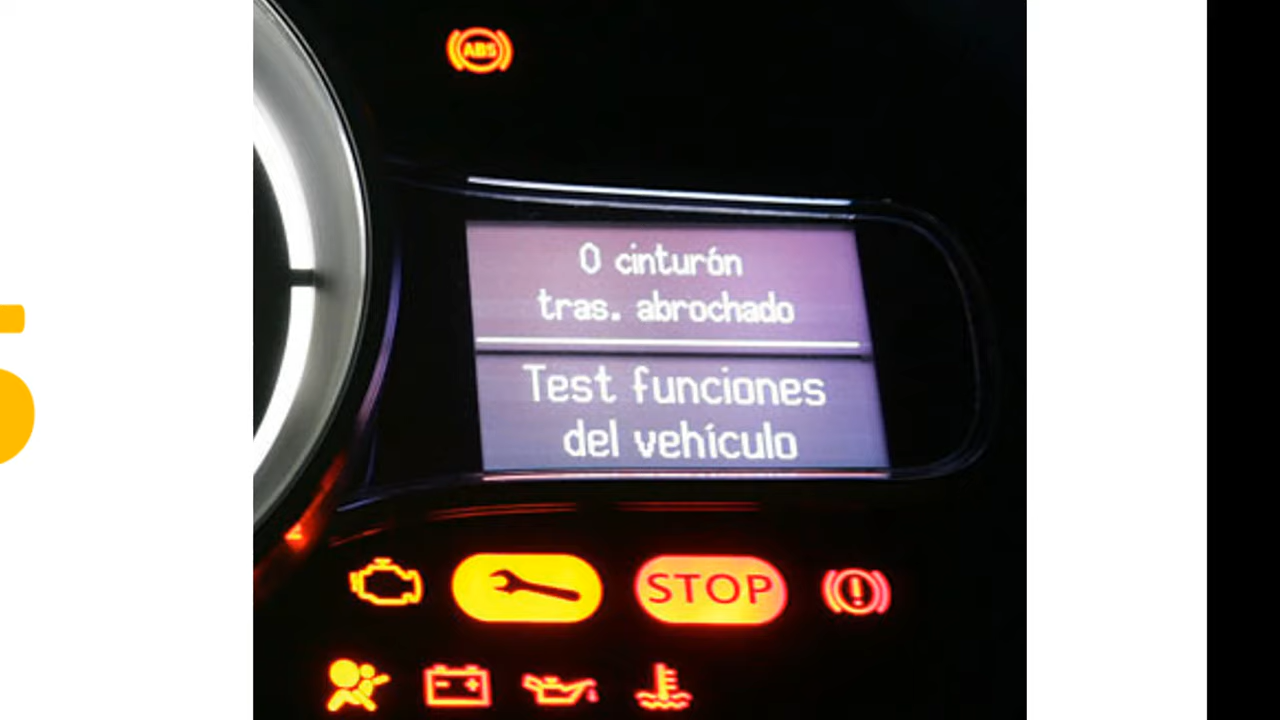 ABS
0 cinturón
tras. abrochado
Test funciones
del vehículo
STOP